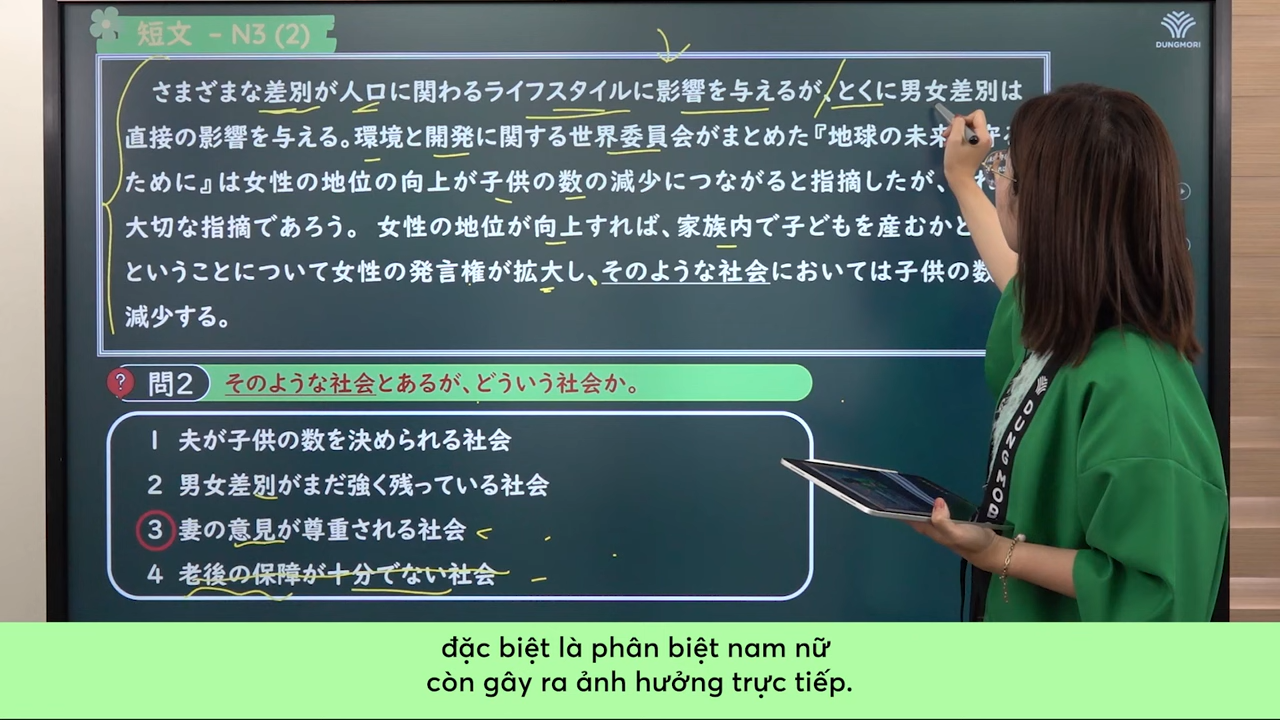 短文 - N3 (2)
DUNGMORI
さまざまな差別が人口に関わるライフスタイルに影響を与えるが、とくに男女差別は
直接の影響を与える。環境と開発に関する世界委員会がまとめた『地球の未来
ために』は女性の地位の向上が子供の数の減少につながると指摘したが、
大切な指摘であろう。 女性の地位が向上すれば、家族内で子どもを産むかと
ということについて女性の発言権が拡大し、そのような社会においては子供の数
減少する。
? 問2 そのような社会とあるが、どういう社会か。
1 夫が子供の数を決められる社会
2 男女差別がまだ強く残っている社会
3 妻の意見が尊重される社会
4 老後の保障が十分でない社会
DUNG MOR
đặc biệt là phân biệt nam nữ
còn gây ra ảnh hưởng trực tiếp.